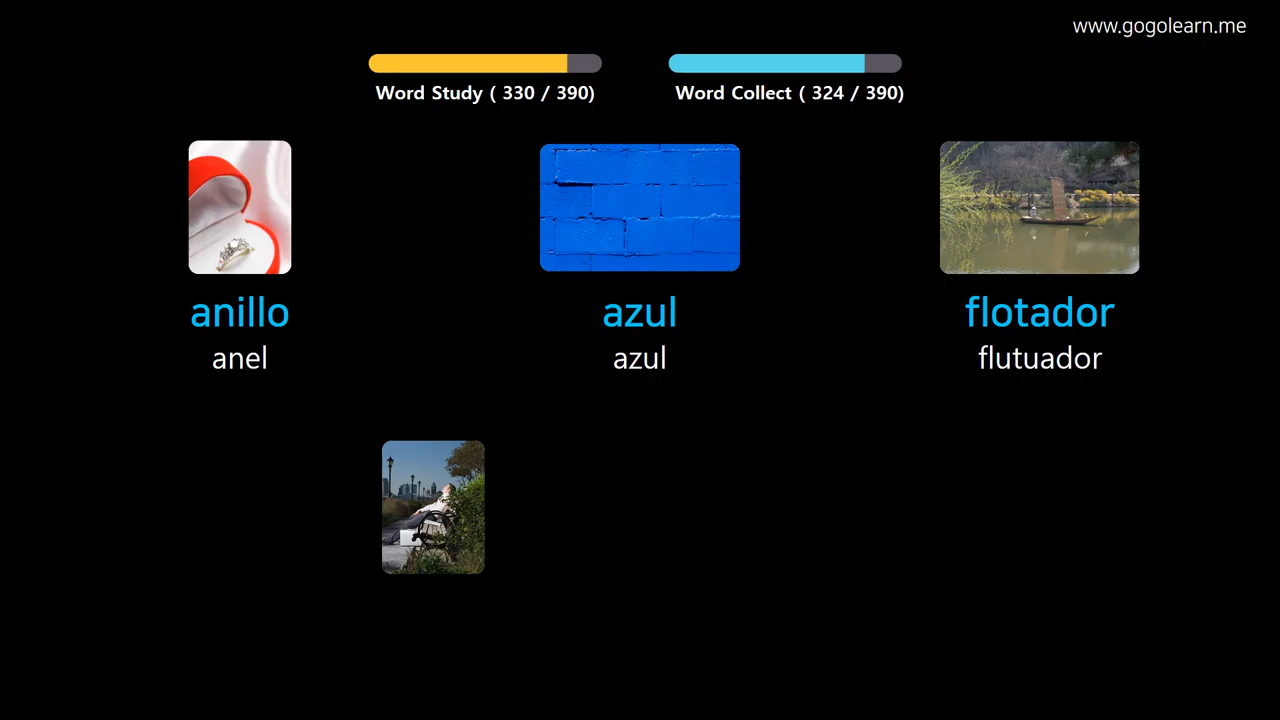 www.gogolearn.me
Word Study ( 330 / 390)
Word Collect ( 324 / 390)
anillo
azul
flotador
anel
azul
flutuador